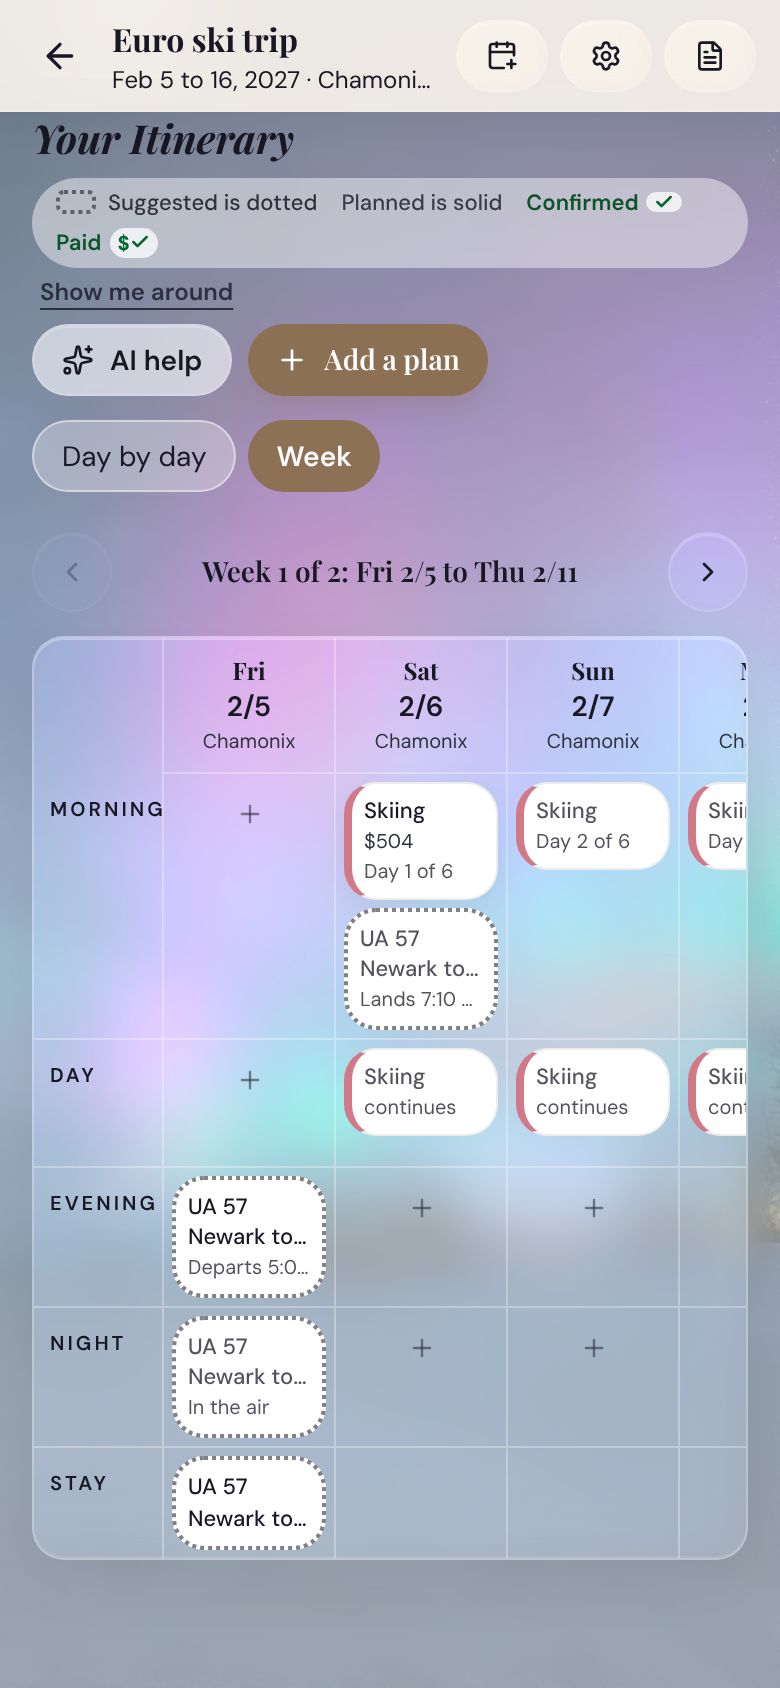 Euro ski trip
Feb 5 to 16, 2027 · Chamoni...
Your Itinerary
Suggested is dotted Planned is solid Confirmed ✓
Paid $✓
Show me around
AI help + Add a plan
Day by day Week
Week 1 of 2: Fri 2/5 to Thu 2/11
Fri Sat Sun
2/5 2/6 2/7
Chamonix Chamonix Chamonix
MORNING
+
Skiing
$504
Day 1 of 6
UA 57
Newark to...
Lands 7:10 ...
Skiing
Day 2 of 6
Day
DAY
+
Skiing
continues
Skiing
continues
EVENING
UA 57
Newark to...
Departs 5:0...
+ +
NIGHT
UA 57
Newark to...
In the air
+ +
STAY
UA 57
Newark to...